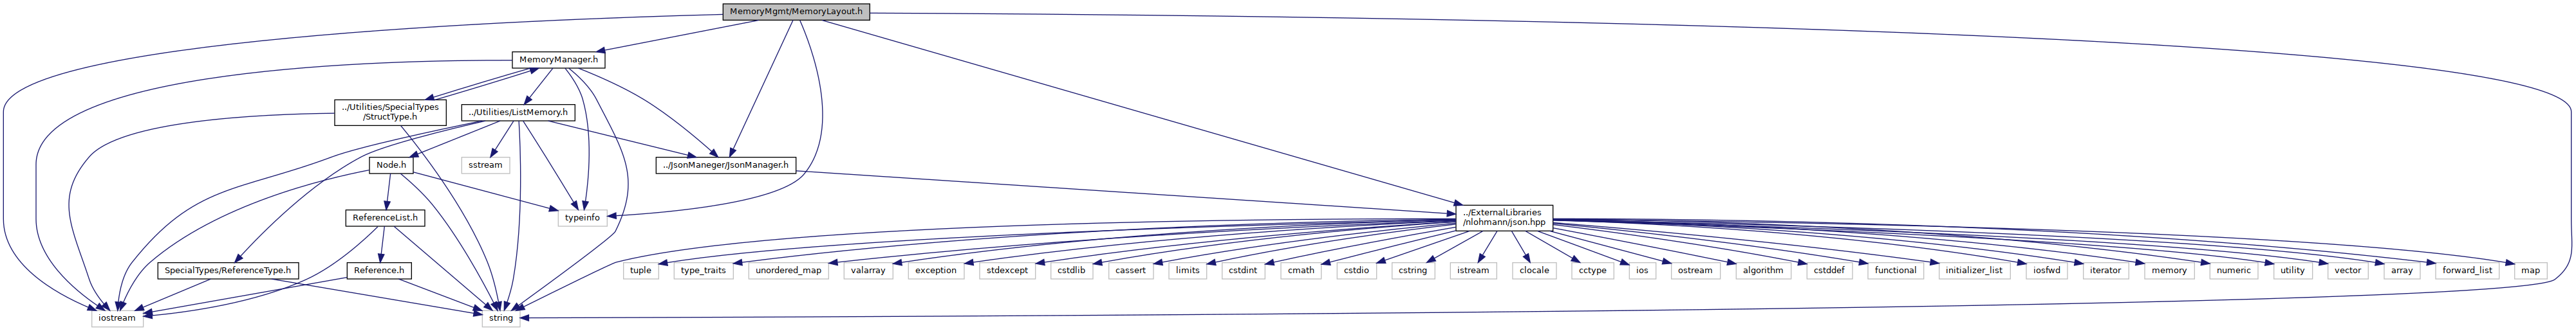 MemoryMgmt/MemoryLayout.h
MemoryManager.h
../Utilities/SpecialTypes
/StructType.h
../Utilities/ListMemory.h
Node.h
sstream
../JsonManeger/JsonManager.h
ReferenceList.h
typeinfo
../ExternalLibraries
/nlohmann/json.hpp
SpecialTypes/ReferenceType.h
Reference.h
tuple
type_traits
unordered_map
valarray
exception
stdexcept
cstdlib
cassert
limits
cstdint
cmath
cstdio
cstring
istream
clocale
cctype
ios
ostream
algorithm
cstddef
functional
initializer_list
iosfwd
iterator
memory
numeric
utility
vector
array
forward_list
map
iostream
string